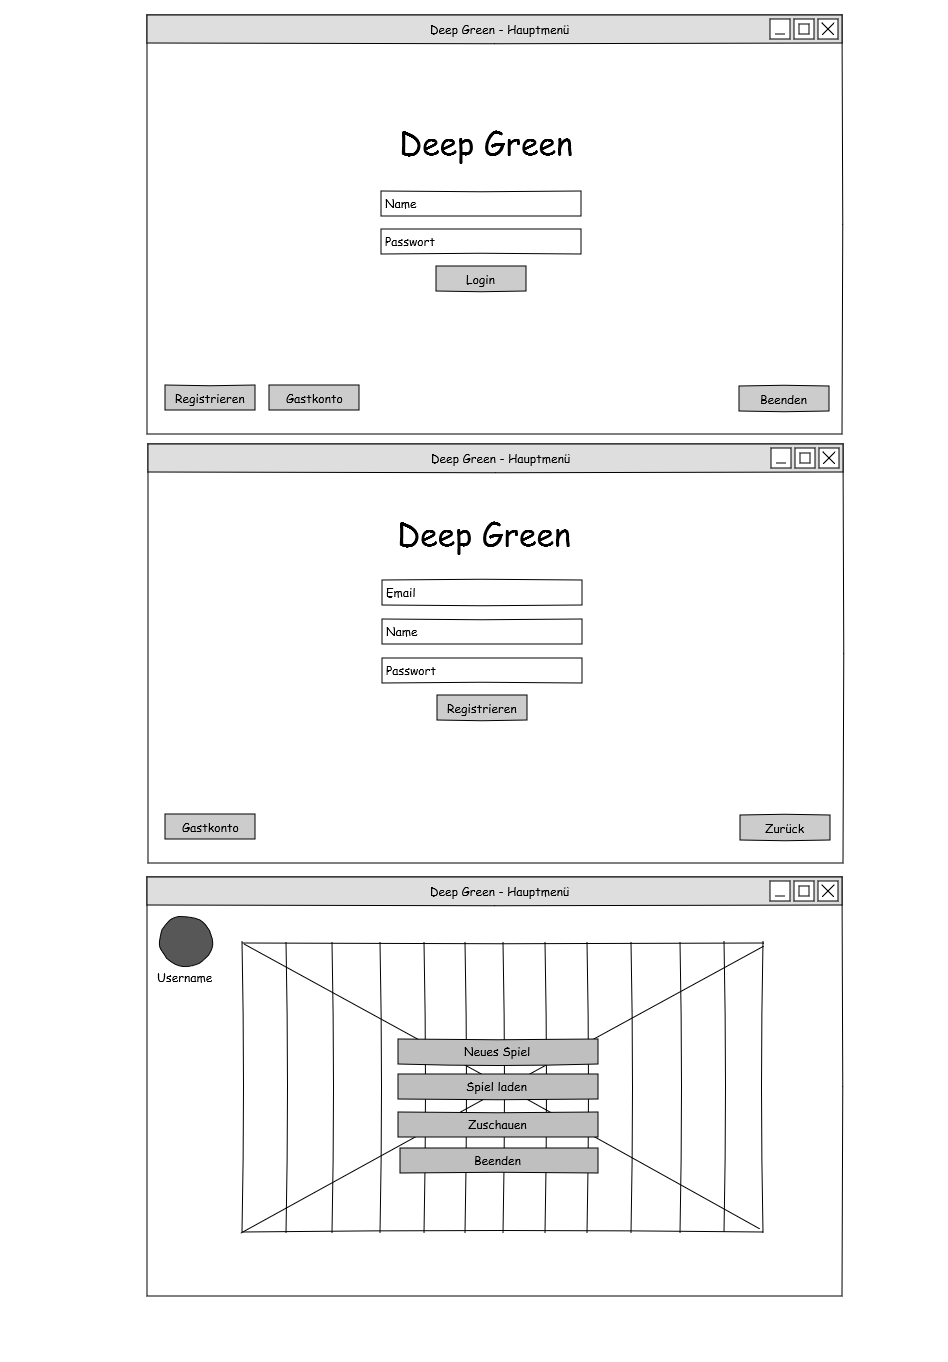 Deep Green - Hauptmenü
Deep Green
Name
Passwort
Login
Registrieren Gastkonto Beenden
Deep Green - Hauptmenü
Deep Green
Email
Name
Passwort
Registrieren
Gastkonto Zurück
Deep Green - Hauptmenü
Username
Neues Spiel
Spiel laden
Zuschauen
Beenden